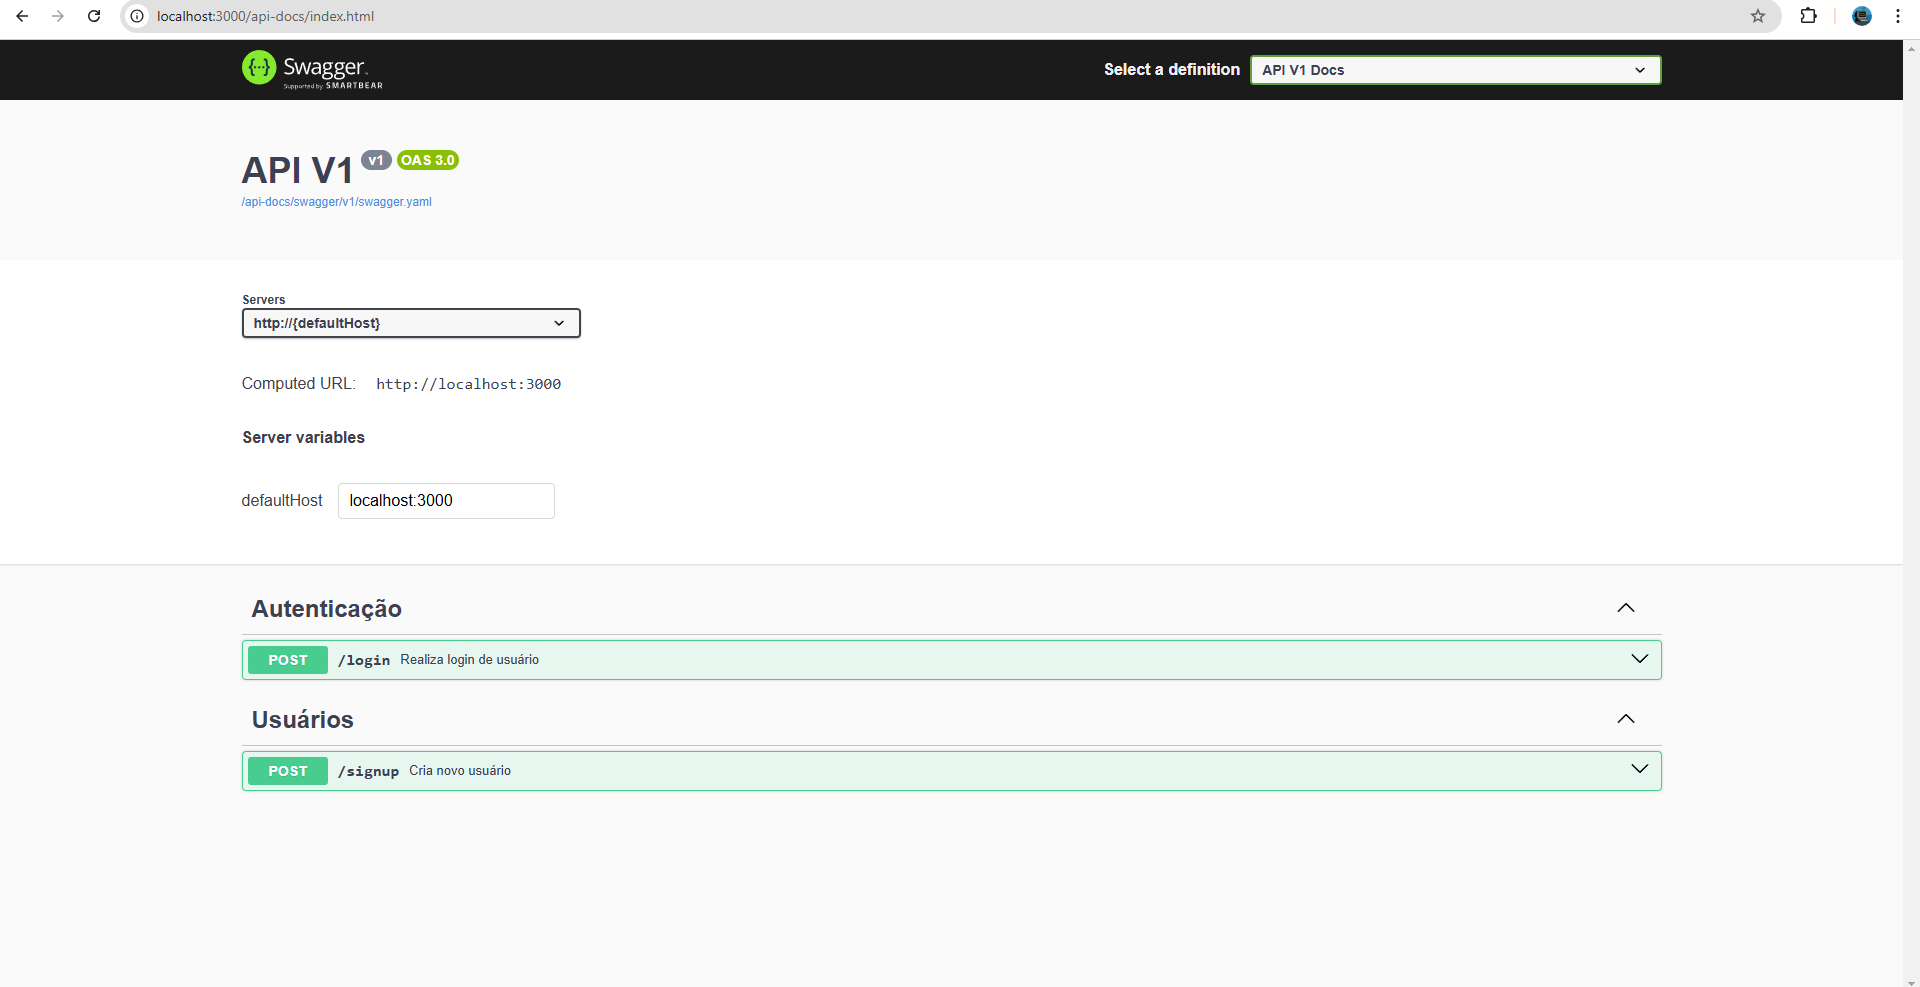 localhost:3000/api-docs/index.html
Swagger
Supported by SMARTBEAR
Select a definition
API V1 Docs
API V1 v1 OAS 3.0
/api-docs/swagger/v1/swagger.yaml
Servers
http://{defaultHost}
Computed URL: http://localhost:3000
Server variables
defaultHost localhost:3000
Autenticação
POST /login Realiza login de usuário
Usuários
POST /signup Cria novo usuário